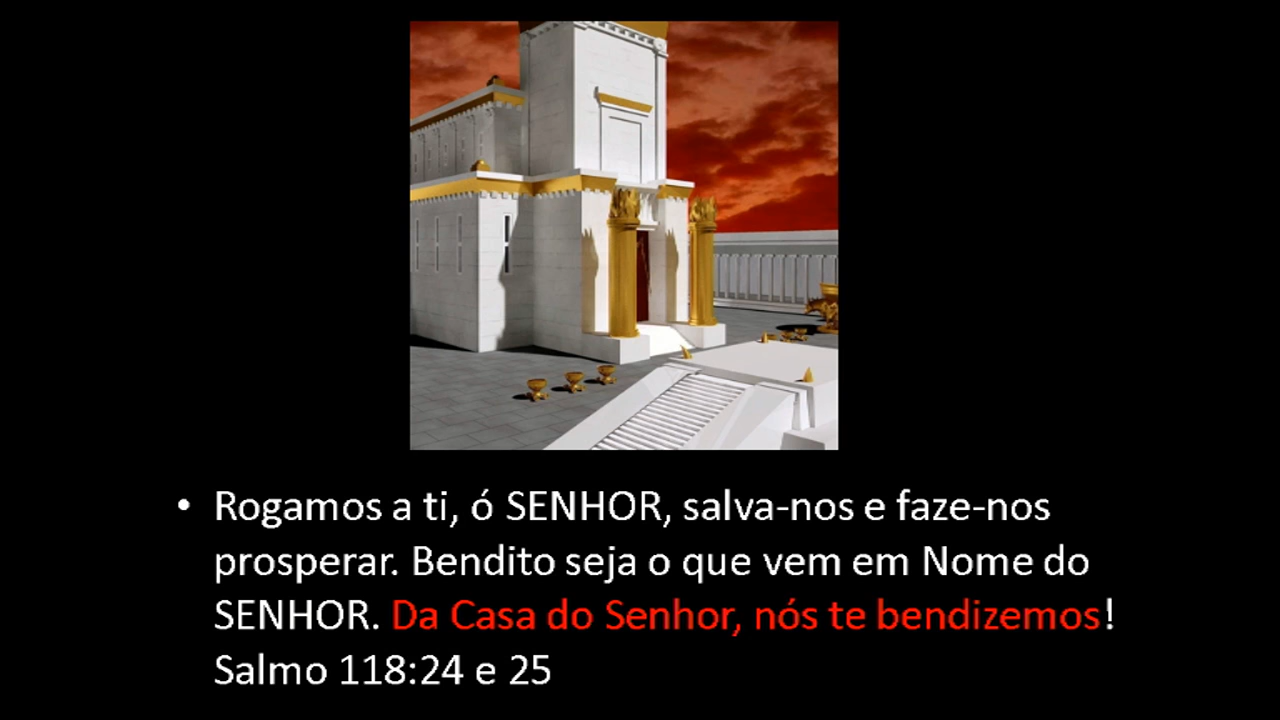 • Rogamos a ti, ó SENHOR, salva-nos e faze-nos
prosperar. Bendito seja o que vem em Nome do
SENHOR. Da Casa do Senhor, nós te bendizemos!
Salmo 118:24 e 25